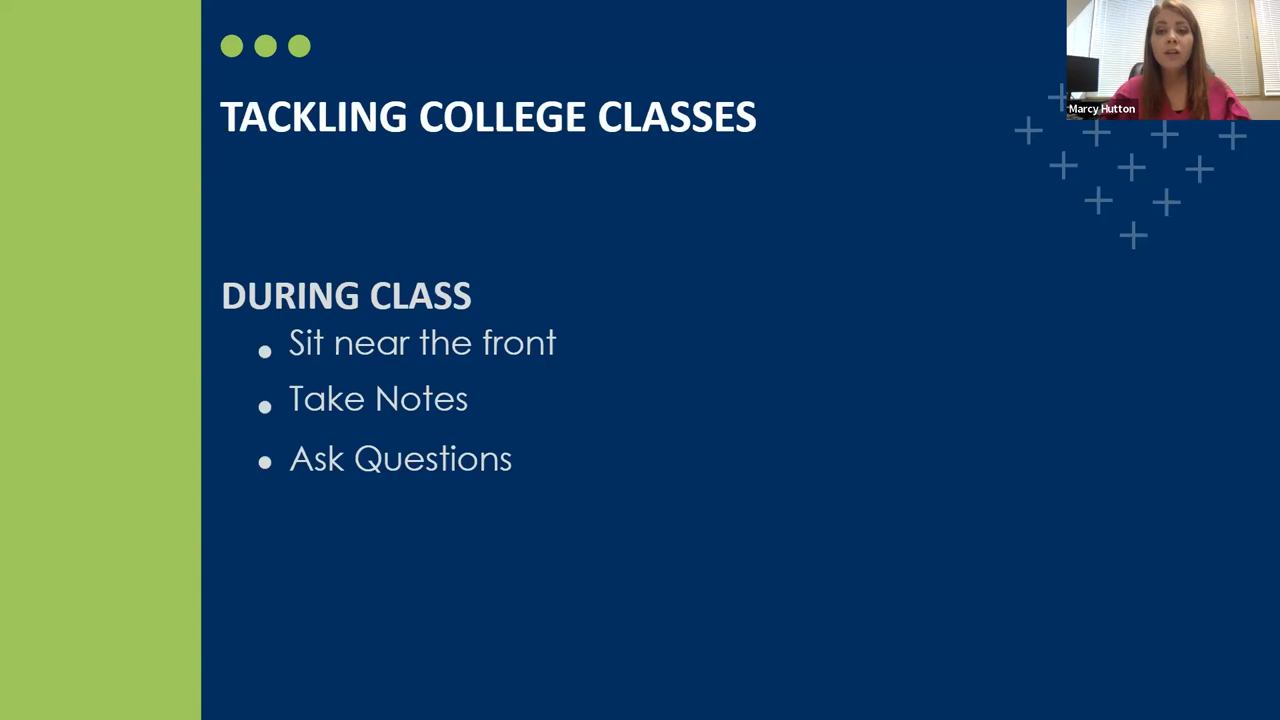 TACKLING COLLEGE CLASSES
Marcy Hutton
DURING CLASS
• Sit near the front
• Take Notes
• Ask Questions